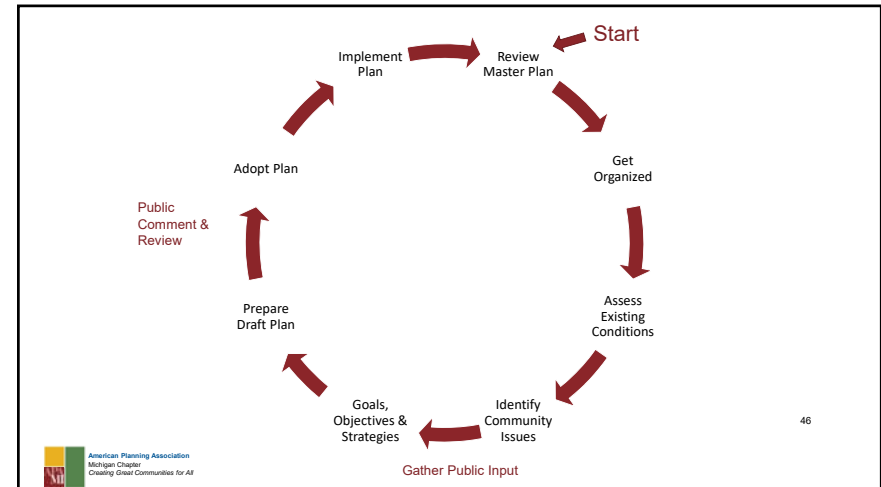 Start
Review
Master Plan
Get
Organized
Assess
Existing
Conditions
Identify
Community
Issues
Gather Public Input
Goals,
Objectives &
Strategies
Prepare
Draft Plan
Public
Comment &
Review
Adopt Plan
Implement
Plan
46
American Planning Association
Michigan Chapter
Creating Great Communities for All